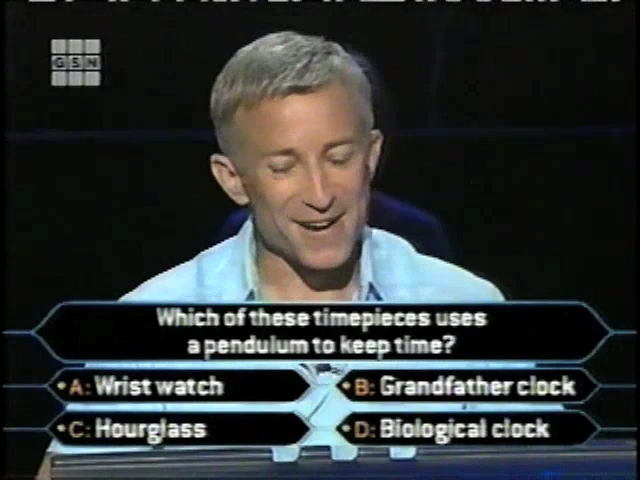 GSN
Which of these timepieces uses
a pendulum to keep time?
A: Wrist watch
B: Grandfather clock
C: Hourglass
D: Biological clock